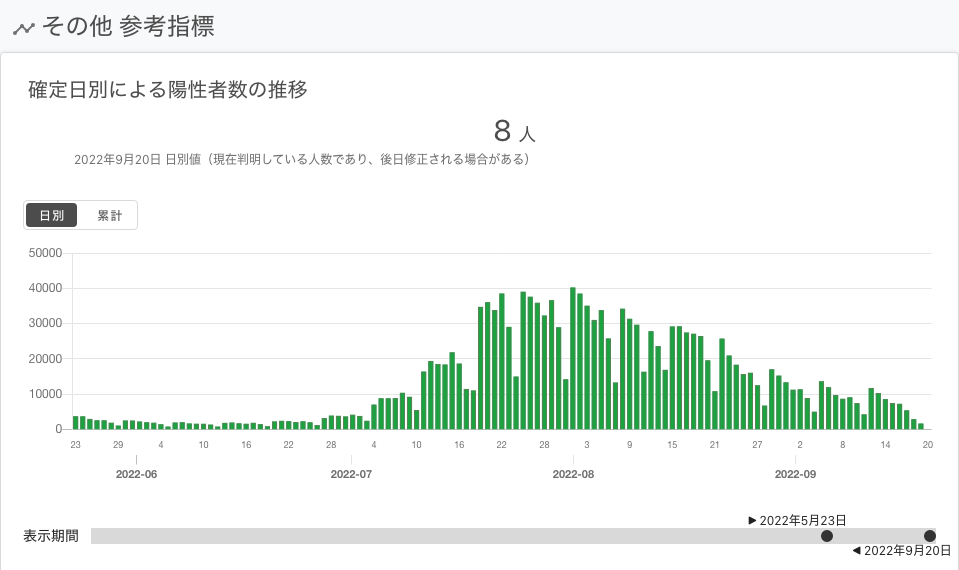 その他 参考指標
確定日別による陽性者数の推移
8 人
2022年9月20日 日別値（現在判明している人数であり、後日修正される場合がある）
日別 累計
50000
40000
30000
20000
10000
0
23 29 4 10 16 22 28 4 10 16 22 28 3 9 15 21 27 2 8 14 20
2022-06 2022-07 2022-08 2022-09
▶ 2022年5月23日
表示期間
◀ 2022年9月20日